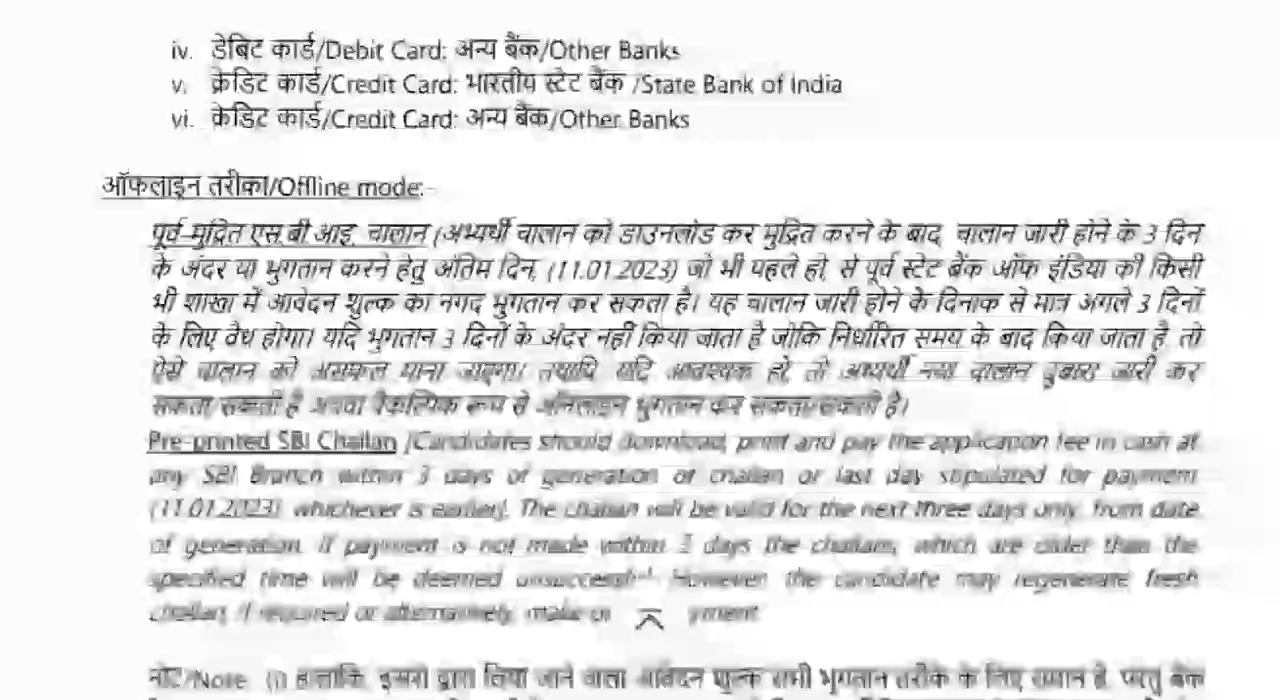 iv. डेबिट कार्ड/Debit Card: अन्य बैंक/Other Banks
v. क्रेडिट कार्ड/Credit Card: भारतीय स्टेट बैंक /State Bank of India
vi. क्रेडिट कार्ड/Credit Card: अन्य बैंक/Other Banks
ऑफलाइन तरीका/Offline mode:-
पूर्व-मुद्रित एस.बी.आइ. चालान (अभ्यर्थी चालान को डाउनलोड कर मुद्रित करने के बाद चालान जारी होने के 3 दिन
के अंदर या भुगतान करने हेतु अंतिम दिन, (11.01.2023) जो भी पहले हो, से पूर्व स्टेट बैंक ऑफ इंडिया की किसी
भी शाखा में आवेदन शुल्क का नगद भुगतान कर सकता है। यह चालान जारी होने के दिनाक से मात्र अगले 3 दिनों
के लिए वैध होगा। यदि भुगतान 3 दिनों के अंदर नहीं किया जाता है जोकि निर्धारित समय के बाद किया जाता है, तो
ऐसे चालान को असफल माना जाएगा। तथापि यदि आवश्यक हो, तो अभ्यर्थी नया चालान दुबारा जारी कर
सकता/सकती है अथवा वैकल्पिक रूप से ऑनलाइन भुगतान कर सकता/सकती है।
Pre-printed SBI Challan (Candidates should download, print and pay the application fee in cash at
any SBI Branch within 3 days of generation of challan or last day stipulated for payment
(11.01.2023), whichever is earlier). The challan will be valid for the next three days only, from date
of generation. If payment is not made within 3 days the challans, which are older than the
specified time will be deemed However, the candidate may regenerate fresh
challan, if required or alternatively, make
नोट/Note (i) हालांकि, इसरो द्वारा लिया जाने वाला आवेदन शुल्क सभी भुगतान तरीके के लिए समान है, परंतु बैंक